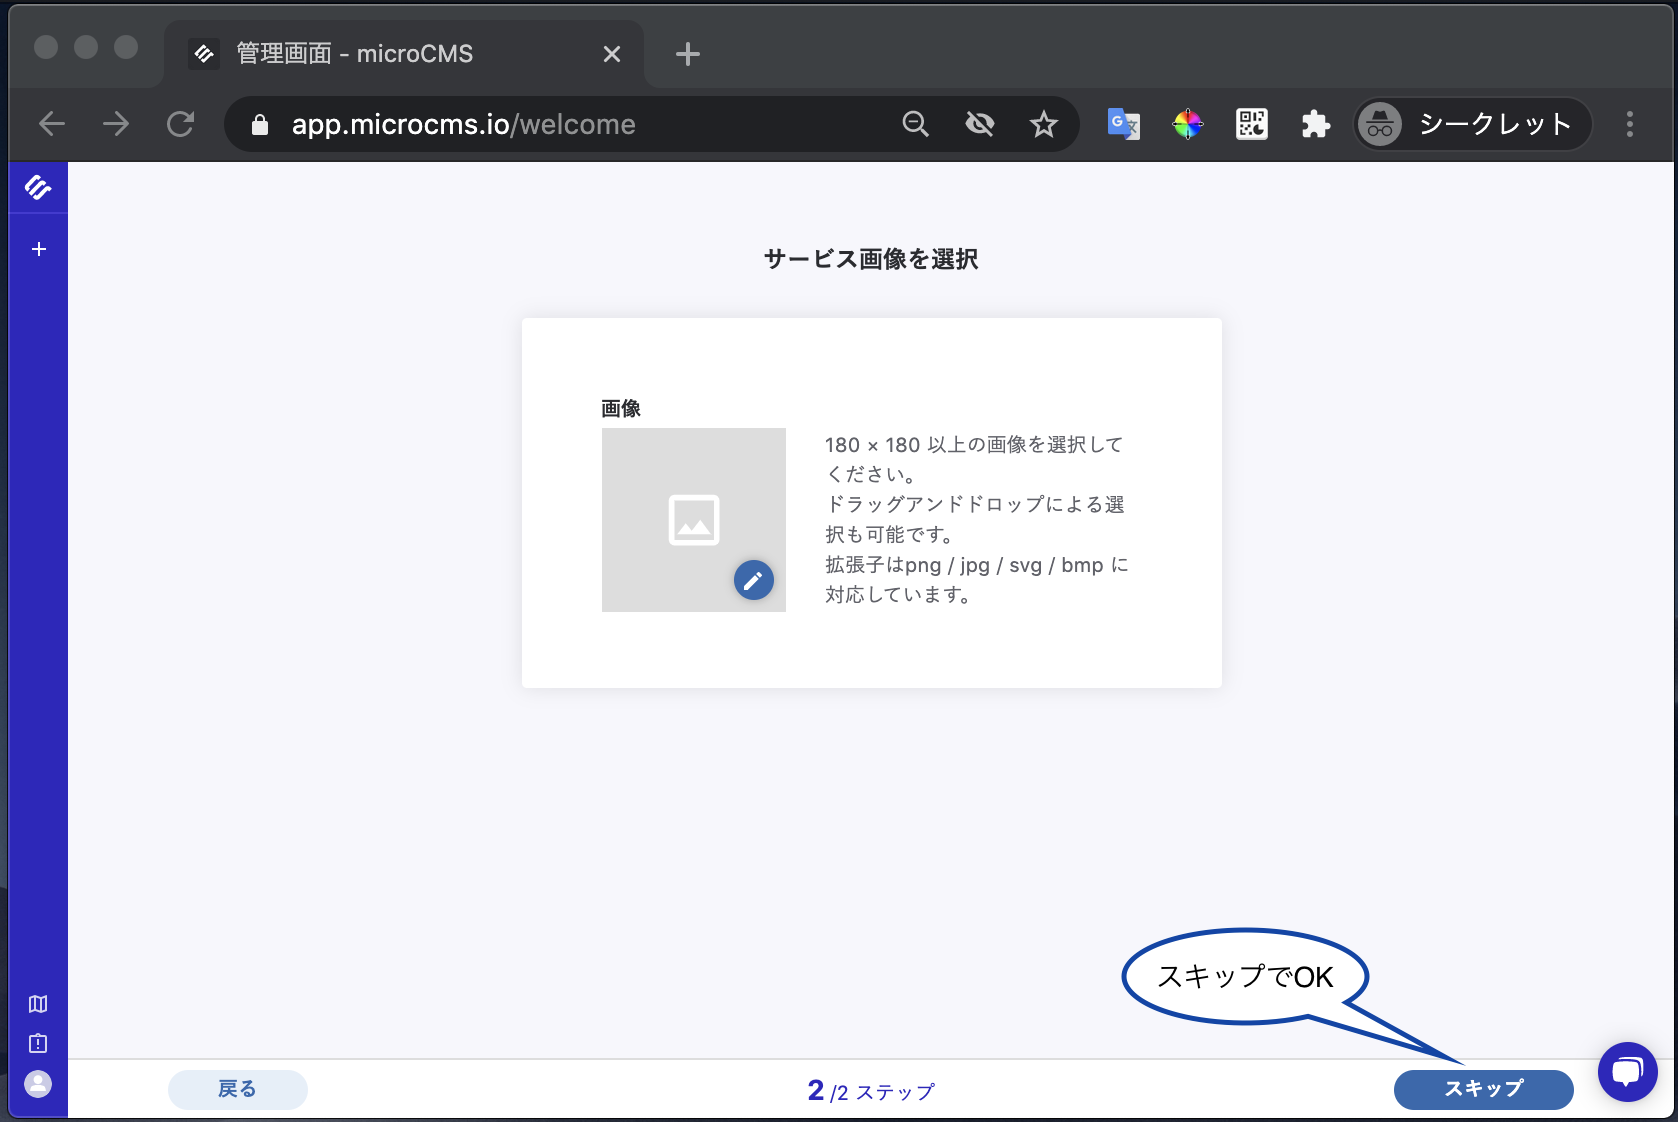 管理画面 - microCMS
app.microcms.io/welcome
シークレット
サービス画像を選択
画像
180 × 180 以上の画像を選択して
ください。
ドラッグアンドドロップによる選
択も可能です。
拡張子はpng / jpg / svg / bmp に
対応しています。
スキップでOK
戻る
2 /2 ステップ
スキップ